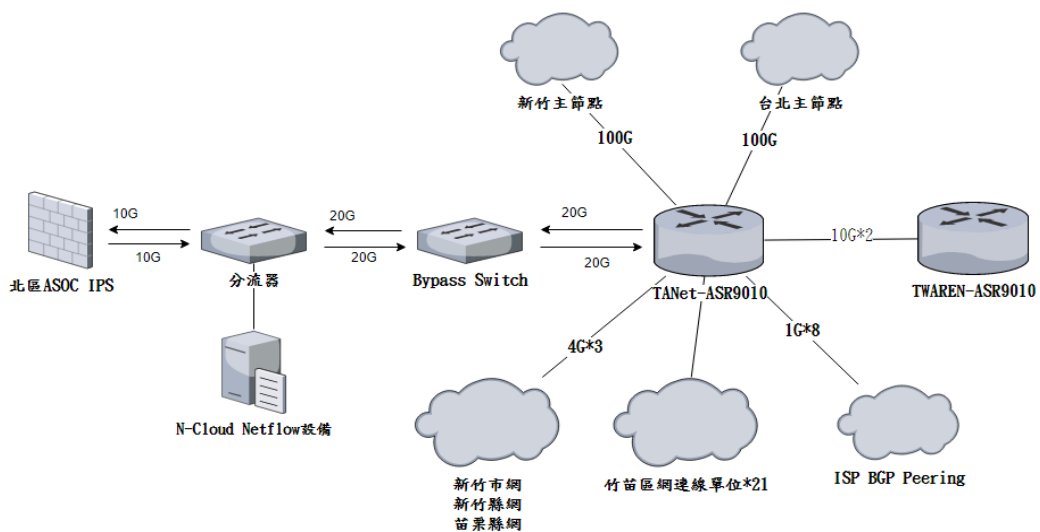 新竹主節點
台北主節點
100G
100G
10G
10G
20G
20G
20G
20G
10G*2
北區ASOC IPS
分流器
Bypass Switch
TANet-ASR9010
TWAREN-ASR9010
4G*3
1G*8
N-Cloud Netflow設備
新竹市網
新竹縣網
苗栗縣網
竹苗區網連線單位*21
ISP BGP Peering